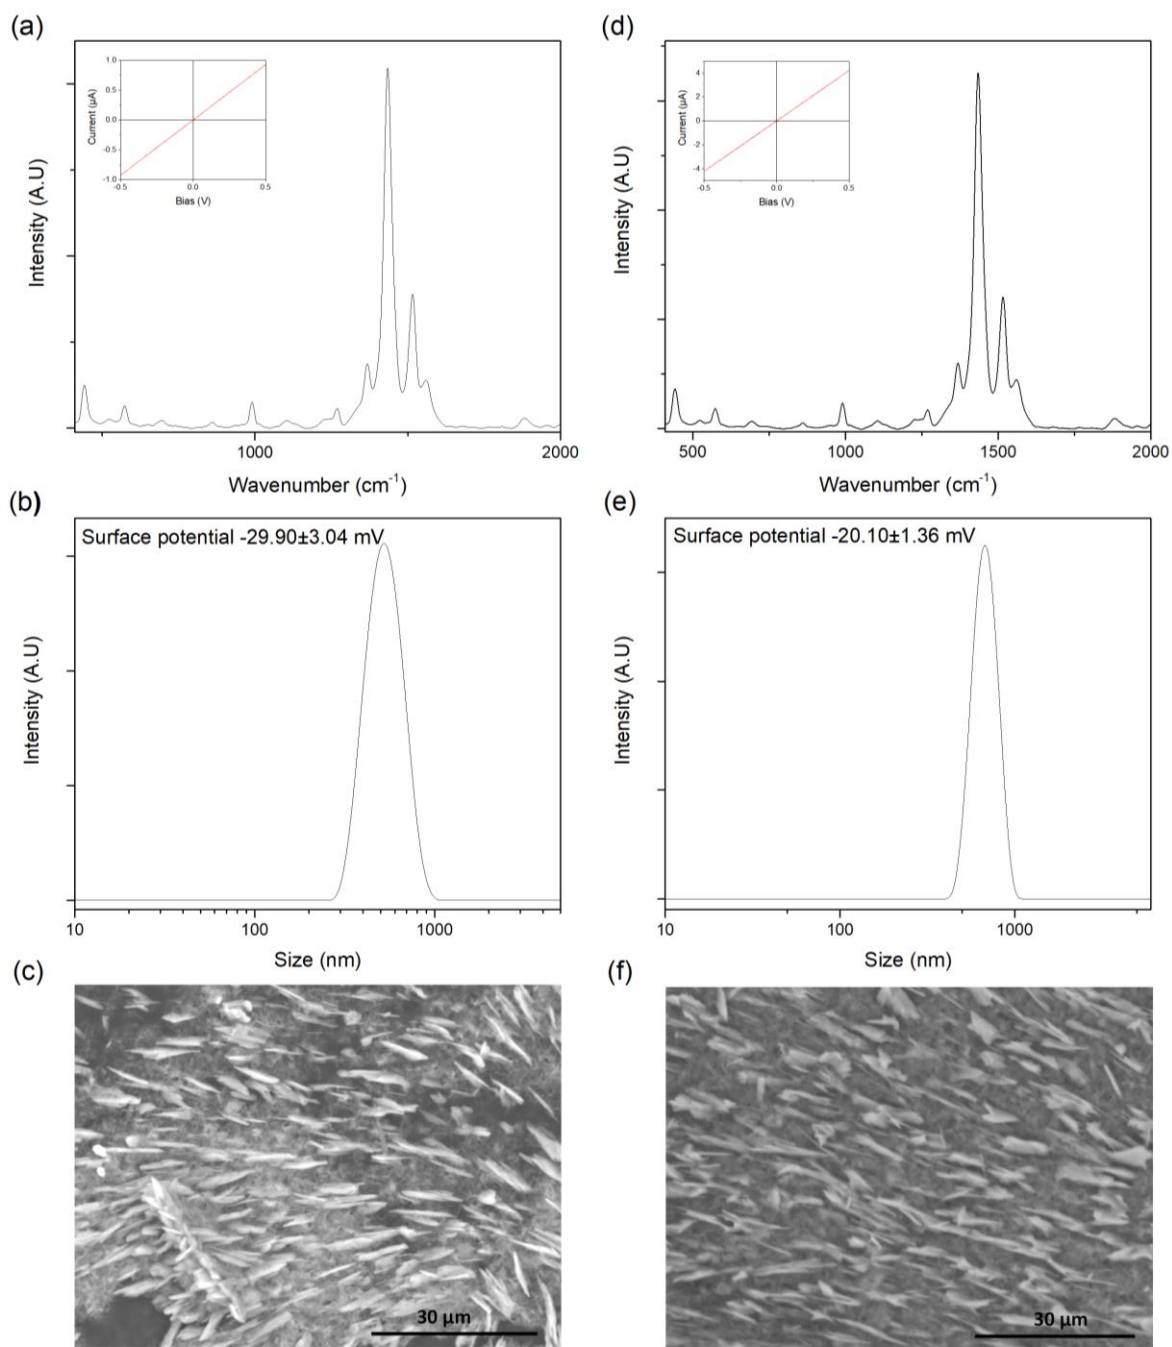 (a)
1.0
0.5
0.0
-0.5
-1.0
Current (µA)
-0.5 0.0 0.5
Bias (V)
Intensity (A.U)
1000 2000
Wavenumber (cm⁻¹)
(d)
4
2
0
-2
-4
Current (µA)
-0.5 0.0 0.5
Bias (V)
Intensity (A.U)
500 1000 1500 2000
Wavenumber (cm⁻¹)
(b)
Surface potential -29.90±3.04 mV
Intensity (A.U)
10 100 1000
Size (nm)
(e)
Surface potential -20.10±1.36 mV
Intensity (A.U)
10 100 1000
Size (nm)
(c)
30 µm
(f)
30 µm